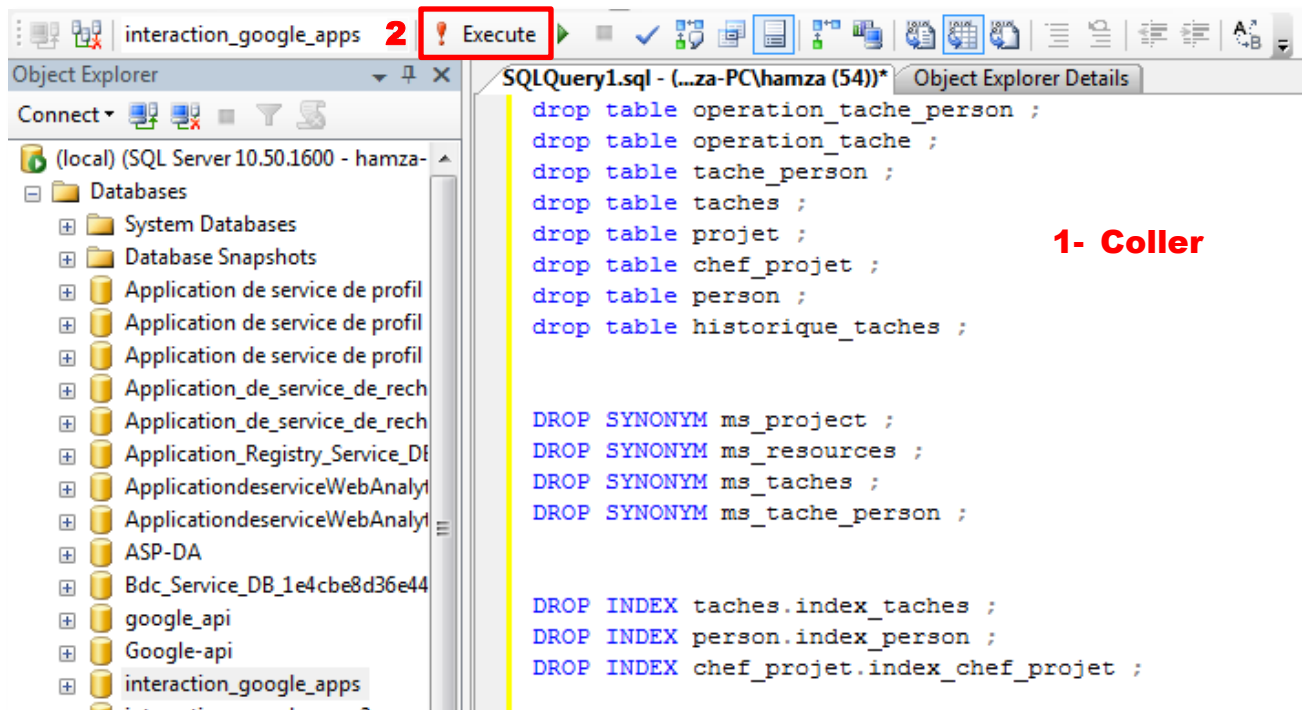 interaction_google_apps 2 Execute
Object Explorer
SQLQuery1.sql - (...za-PC\hamza (54))* Object Explorer Details
Connect
(local) (SQL Server 10.50.1600 - hamza-
Databases
System Databases
Database Snapshots
Application de service de profil
Application de service de profil
Application de service de profil
Application_de_service_de_rech
Application_de_service_de_rech
Application_Registry_Service_DE
ApplicationdeserviceWebAnalyt
ApplicationdeserviceWebAnalyt
ASP-DA
Bdc_Service_DB_1e4cbe8d36e44
google_api
Google-api
interaction_google_apps
drop table operation_tache_person ;
drop table operation_tache ;
drop table tache_person ;
drop table taches ;
drop table projet ;
drop table chef_projet ;
drop table person ;
drop table historique_taches ;
1- Coller
DROP SYNONYM ms_project ;
DROP SYNONYM ms_resources ;
DROP SYNONYM ms_taches ;
DROP SYNONYM ms_tache_person ;
DROP INDEX taches.index_taches ;
DROP INDEX person.index_person ;
DROP INDEX chef_projet.index_chef_projet ;